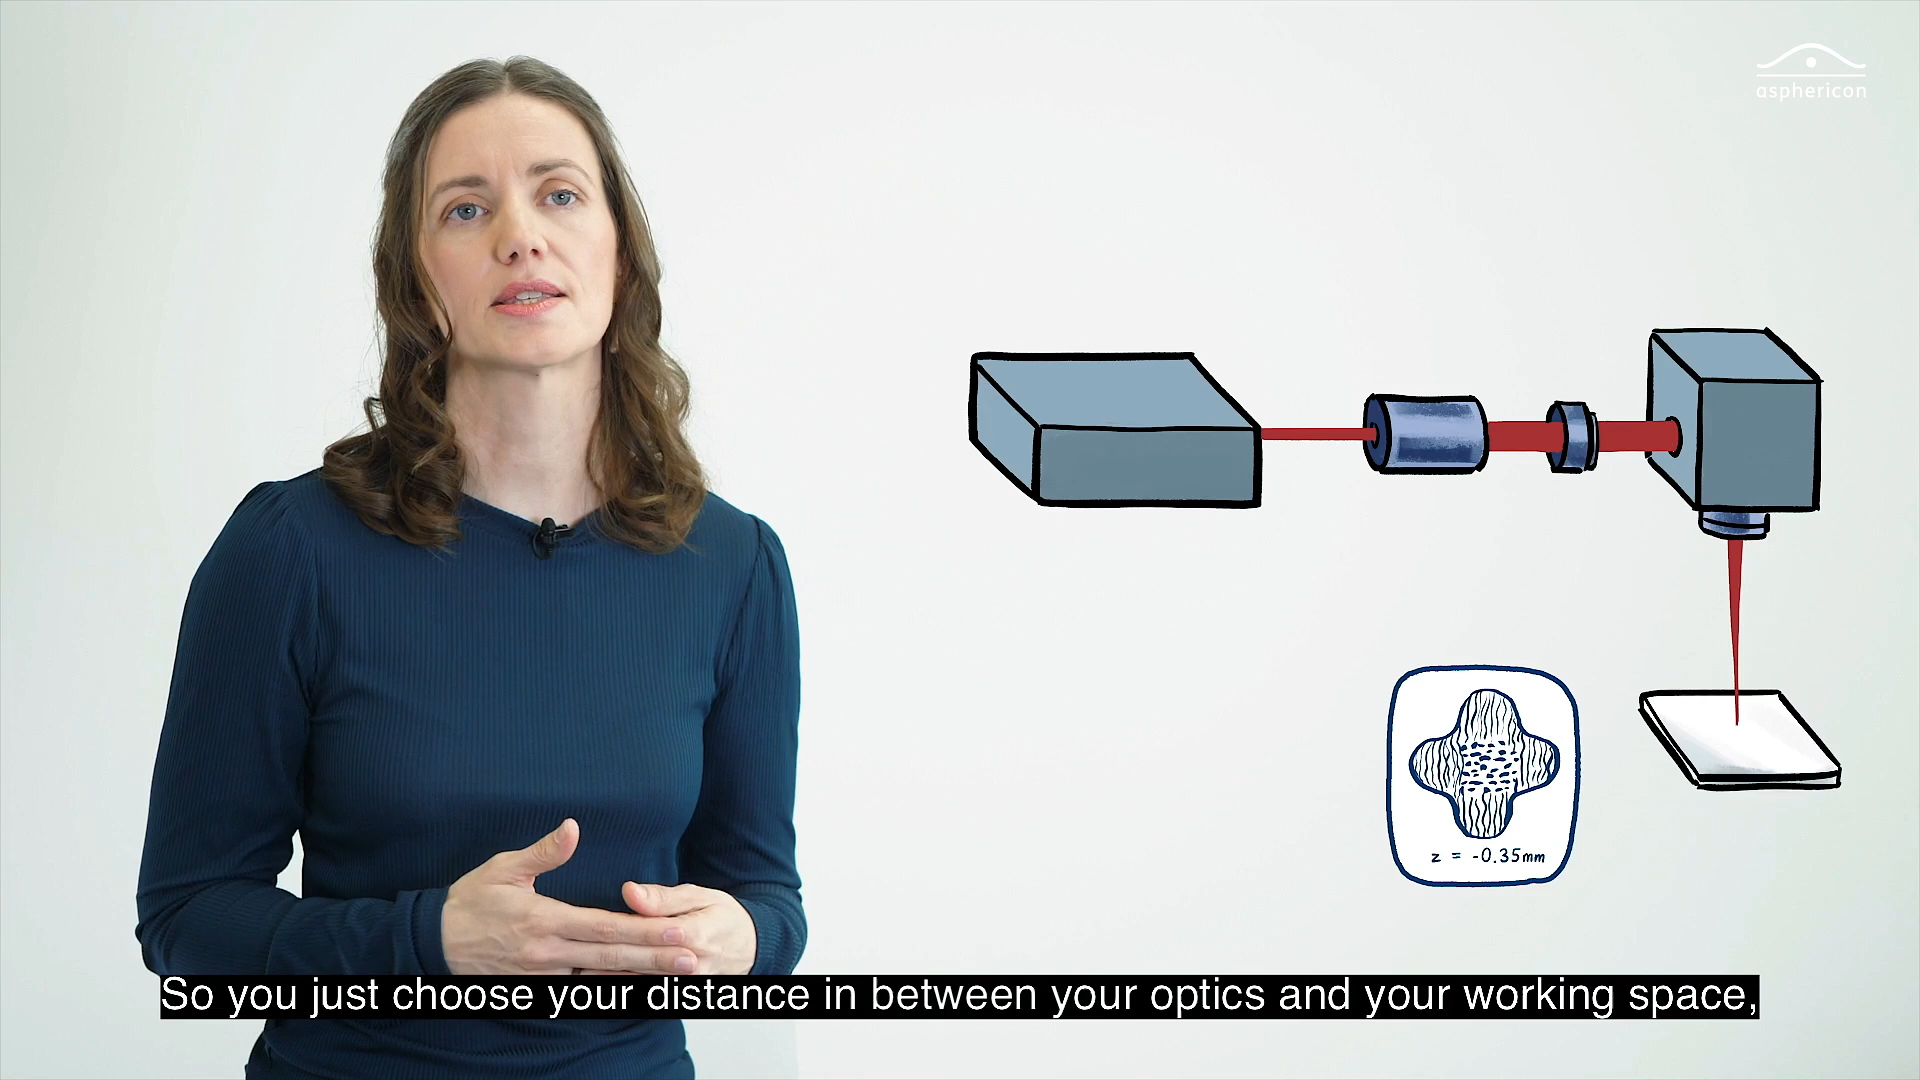 asphericon
z = -0.35mm
So you just choose your distance in between your optics and your working space,